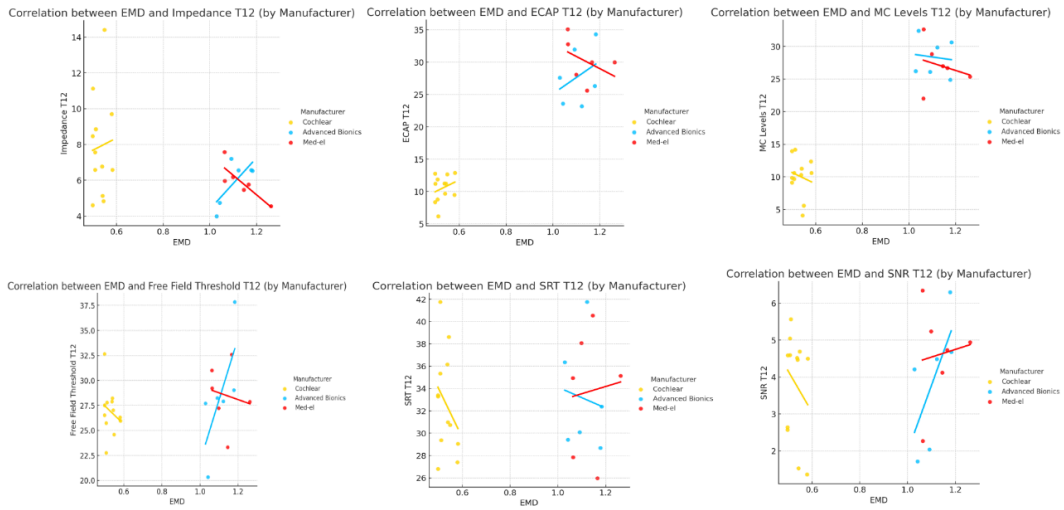 Correlation between EMD and Impedance T12 (by Manufacturer)
14
12
10
8
6
4
Impedance T12
0.6
0.8
1.0
1.2
EMD
Manufacturer
Cochlear
Advanced Bionics
Med-el
Correlation between EMD and ECAP T12 (by Manufacturer)
35
30
25
20
15
10
5
ECAP T12
0.6
0.8
1.0
1.2
EMD
Manufacturer
Cochlear
Advanced Bionics
Med-el
Correlation between EMD and MC Levels T12 (by Manufacturer)
30
25
20
15
10
5
MC Levels T12
0.6
0.8
1.0
1.2
EMD
Manufacturer
Cochlear
Advanced Bionics
Med-el
Correlation between EMD and Free Field Threshold T12 (by Manufacturer)
37,5
35.0
32.5
30.0
27.5
25.0
22.5
20.0
Free Field Threshold T12
0.6
0.8
1.0
1.2
EMD
Manufacturer
Cochlear
Advanced Bionics
Med-el
Correlation between EMD and SRT T12 (by Manufacturer)
42
40
38
36
34
32
30
28
26
SRT T12
0.6
0.8
1.0
1.2
EMD
Manufacturer
Cochlear
Advanced Bionics
Med-el
Correlation between EMD and SNR T12 (by Manufacturer)
6
5
4
3
2
SNR T12
0.6
0.8
1.0
1.2
EMD
Manufacturer
Cochlear
Advanced Bionics
Med-el